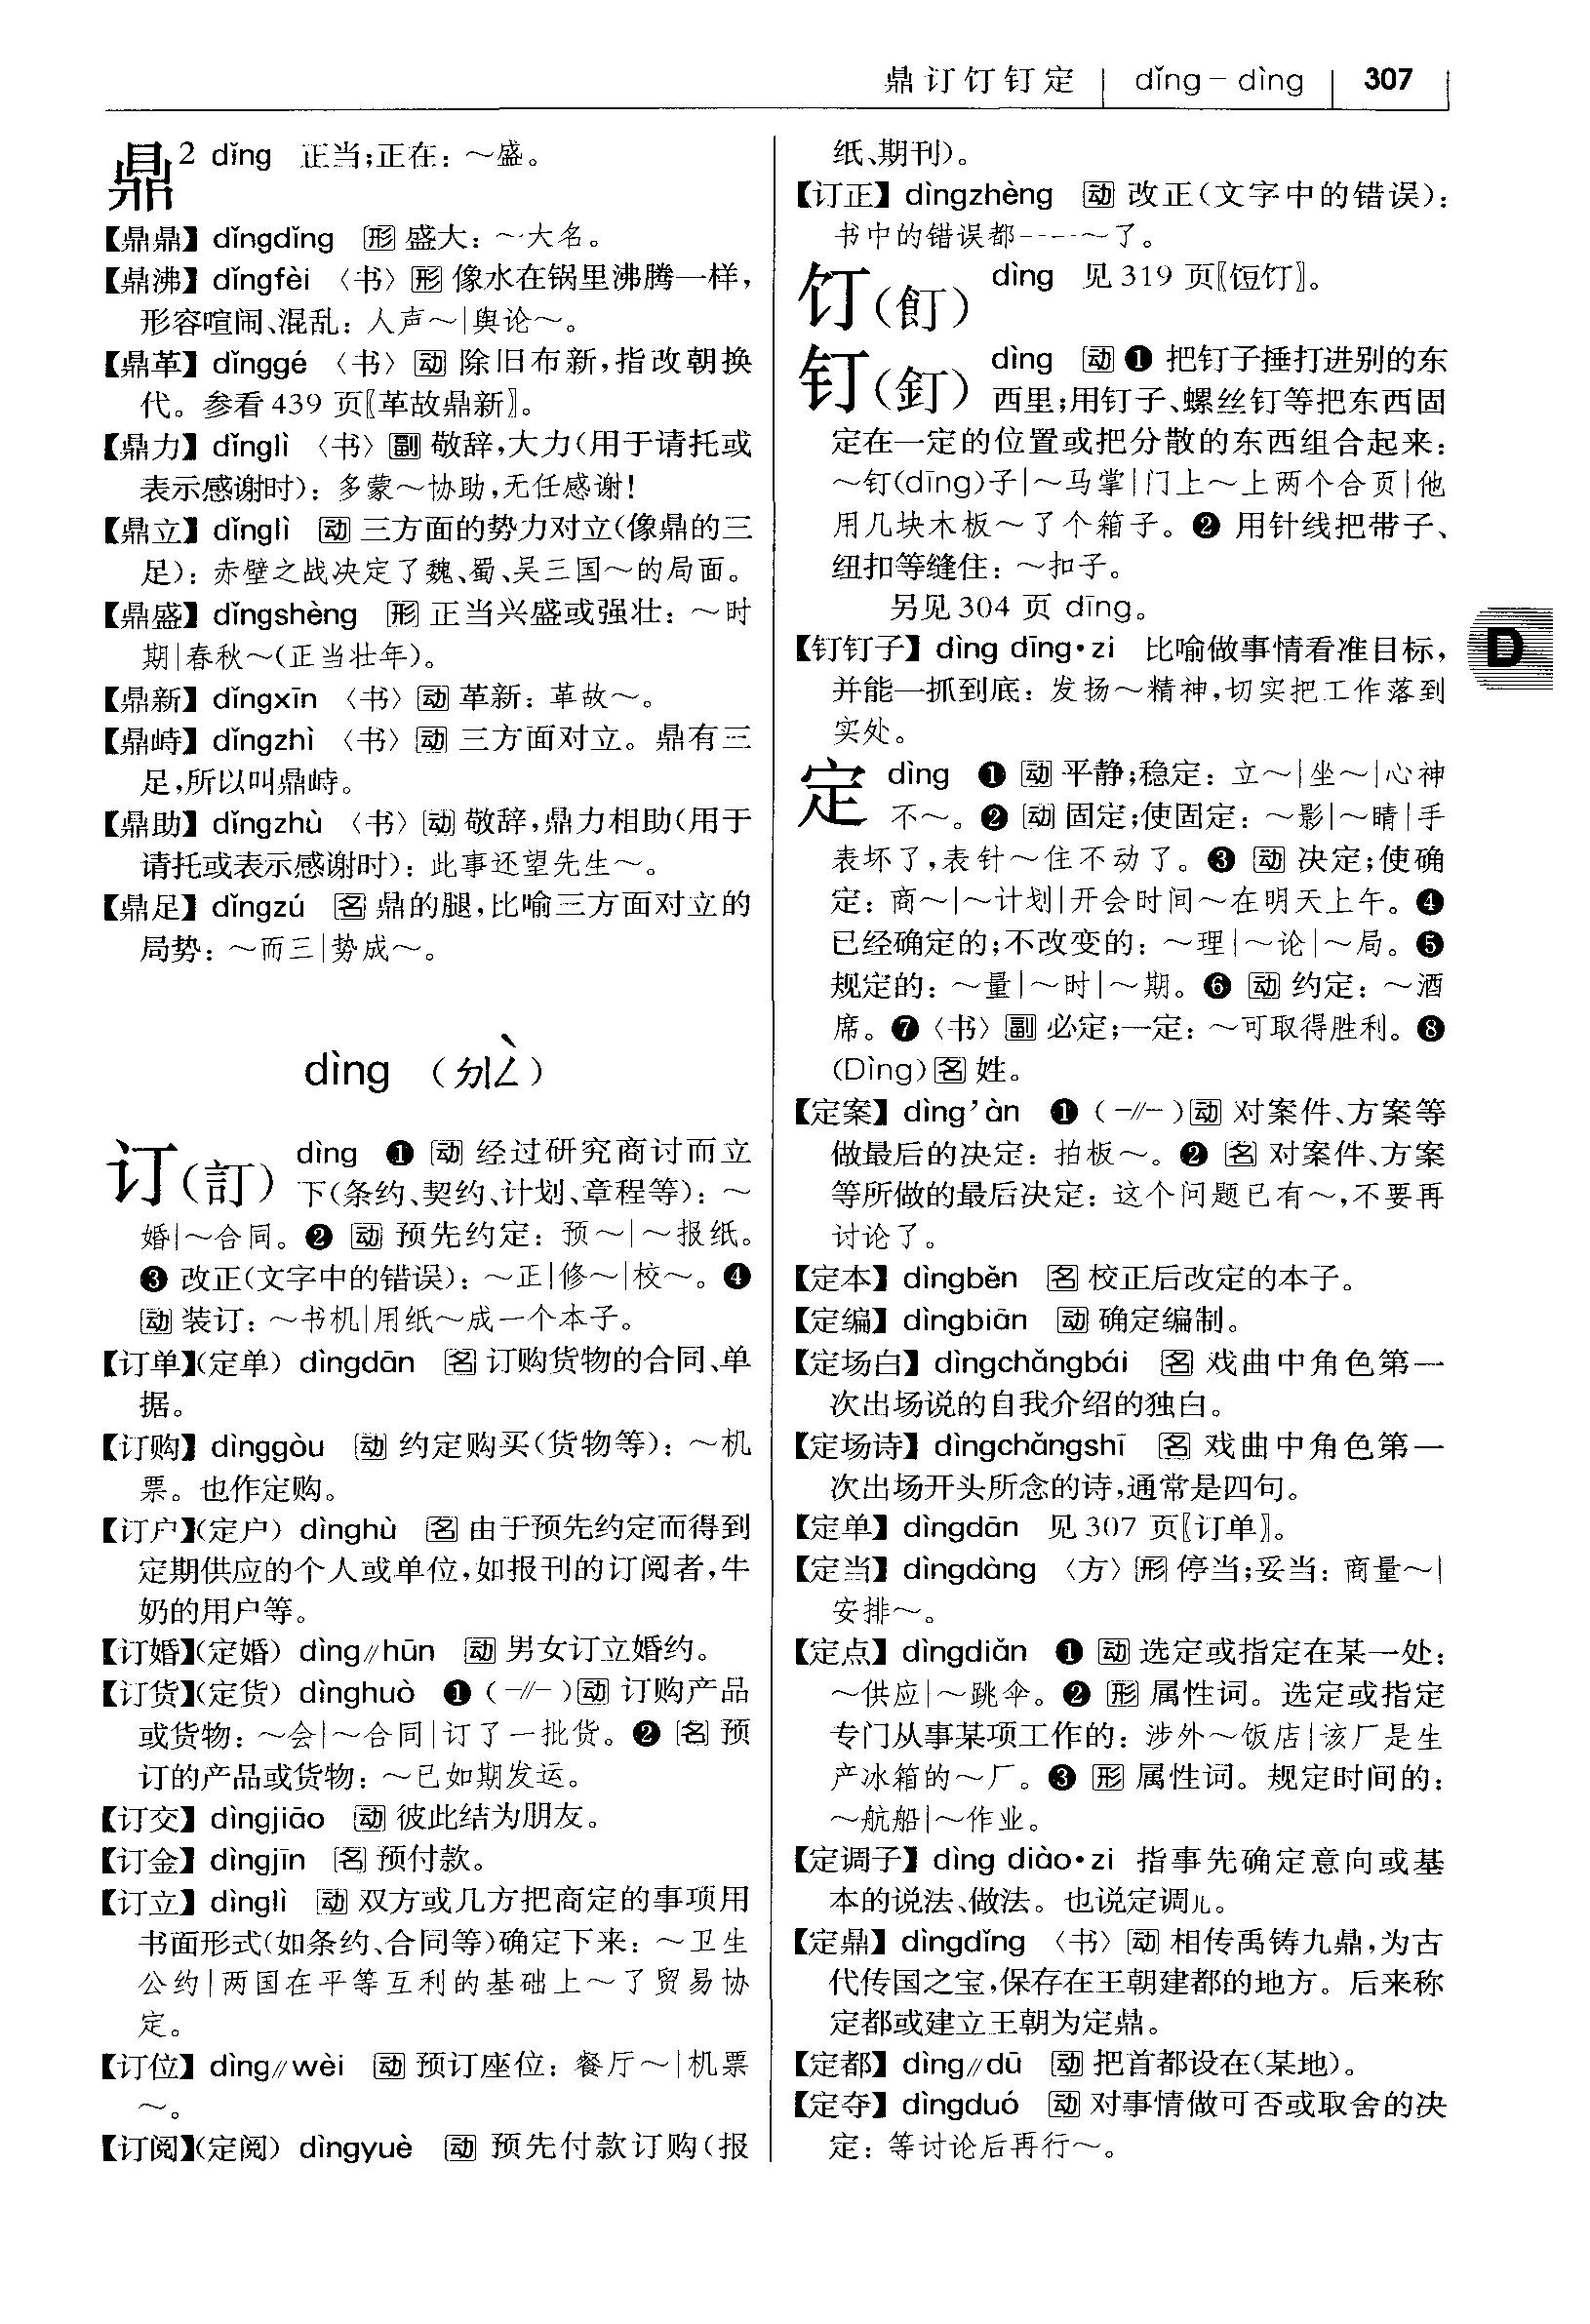 鼎订饤钉定 | dǐng－dìng | 307
鼎² dǐng 正当;正在：～盛。
【鼎鼎】dǐngdǐng 形 盛大：～大名。
【鼎沸】dǐngfèi〈书〉形 像水在锅里沸腾一样，
形容喧闹、混乱：人声～|舆论～。
【鼎革】dǐnggé〈书〉动 除旧布新，指改朝换
代。参看439页〖革故鼎新〗。
【鼎力】dǐnglì〈书〉副 敬辞，大力(用于请托或
表示感谢时)：多蒙～协助，无任感谢！
【鼎立】dǐnglì 动 三方面的势力对立(像鼎的三
足)：赤壁之战决定了魏、蜀、吴三国～的局面。
【鼎盛】dǐngshèng 形 正当兴盛或强壮：～时
期|春秋～(正当壮年)。
【鼎新】dǐngxīn〈书〉动 革新：革故～。
【鼎峙】dǐngzhì〈书〉动 三方面对立。鼎有三
足，所以叫鼎峙。
【鼎助】dǐngzhù〈书〉动 敬辞，鼎力相助(用于
请托或表示感谢时)：此事还望先生～。
【鼎足】dǐngzú 名 鼎的腿，比喻三方面对立的
局势：～而三|势成～。
dìng（ㄉㄧㄥˋ）
订(訂) dìng ❶ 动 经过研究商讨而立
下(条约、契约、计划、章程等)：～
婚|～合同。❷ 动 预先约定：预～|～报纸。
❸ 改正(文字中的错误)：～正|修～|校～。❹
动 装订：～书机|用纸～成一个本子。
【订单】(定单) dìngdān 名 订购货物的合同、单
据。
【订购】dìnggòu 动 约定购买(货物等)：～机
票。也作定购。
【订户】(定户) dìnghù 名 由于预先约定而得到
定期供应的个人或单位，如报刊的订阅者，牛
奶的用户等。
【订婚】(定婚) dìng∥hūn 动 男女订立婚约。
【订货】(定货) dìnghuò ❶（－∥－）动 订购产品
或货物：～会|～合同|订了一批货。❷ 名 预
订的产品或货物：～已如期发运。
【订交】dìngjiāo 动 彼此结为朋友。
【订金】dìngjīn 名 预付款。
【订立】dìnglì 动 双方或几方把商定的事项用
书面形式(如条约、合同等)确定下来：～卫生
公约|两国在平等互利的基础上～了贸易协
定。
【订位】dìng∥wèi 动 预订座位：餐厅～|机票
～。
【订阅】(定阅) dìngyuè 动 预先付款订购(报
纸、期刊)。
【订正】dìngzhèng 动 改正(文字中的错误)：
书中的错误都一一～了。
饤(飣) dìng 见319页〖饾饤〗。
钉(釘) dìng 动 ❶ 把钉子捶打进别的东
西里;用钉子、螺丝钉等把东西固
定在一定的位置或把分散的东西组合起来：
～钉(dīng)子|～马掌|门上～上两个合页|他
用几块木板～了个箱子。❷ 用针线把带子、
纽扣等缝住：～扣子。
另见304页 dīng。
【钉钉子】dìng dīng•zi 比喻做事情看准目标，
并能一抓到底：发扬～精神，切实把工作落到
实处。
定 dìng ❶ 动 平静;稳定：立～|坐～|心神
不～。❷ 动 固定;使固定：～影|～睛|手
表坏了，表针～住不动了。❸ 动 决定;使确
定：商～|～计划|开会时间～在明天上午。❹
已经确定的;不改变的：～理|～论|～局。❺
规定的：～量|～时|～期。❻ 动 约定：～酒
席。❼〈书〉副 必定;一定：～可取得胜利。❽
(Dìng) 名 姓。
【定案】dìng’àn ❶（－∥－）动 对案件、方案等
做最后的决定：拍板～。❷ 名 对案件、方案
等所做的最后决定：这个问题已有～，不要再
讨论了。
【定本】dìngběn 名 校正后改定的本子。
【定编】dìngbiān 动 确定编制。
【定场白】dìngchǎngbái 名 戏曲中角色第一
次出场说的自我介绍的独白。
【定场诗】dìngchǎngshī 名 戏曲中角色第一
次出场开头所念的诗，通常是四句。
【定单】dìngdān 见307页〖订单〗。
【定当】dìngdàng〈方〉形 停当;妥当：商量～|
安排～。
【定点】dìngdiǎn ❶ 动 选定或指定在某一处：
～供应|～跳伞。❷ 形 属性词。选定或指定
专门从事某项工作的：涉外～饭店|该厂是生
产冰箱的～厂。❸ 形 属性词。规定时间的：
～航船|～作业。
【定调子】dìng diào•zi 指事先确定意向或基
本的说法、做法。也说定调儿。
【定鼎】dìngdǐng〈书〉动 相传禹铸九鼎，为古
代传国之宝，保存在王朝建都的地方。后来称
定都或建立王朝为定鼎。
【定都】dìng∥dū 动 把首都设在(某地)。
【定夺】dìngduó 动 对事情做可否或取舍的决
定：等讨论后再行～。
D